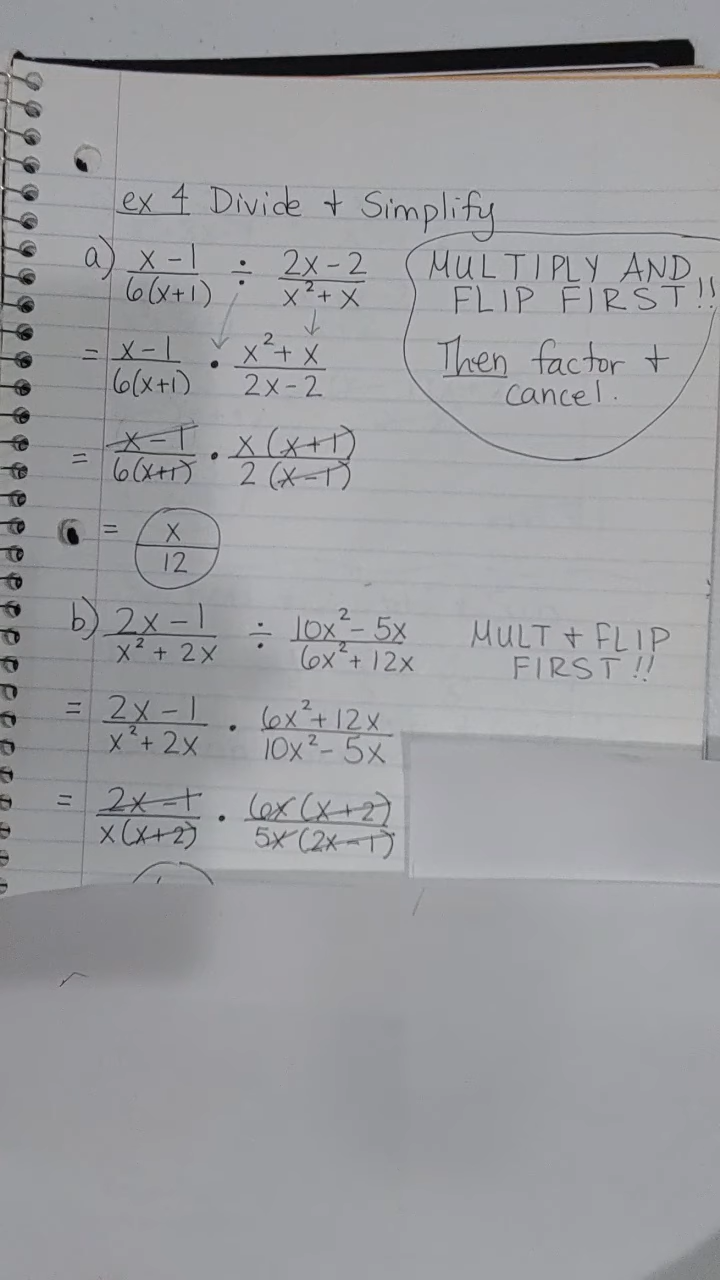 ex 4 Divide + Simplify
a) (x-1)/(6(x+1)) ÷ (2x-2)/(x²+x)
MULTIPLY AND
FLIP FIRST!!
Then factor +
cancel.
= (x-1)/(6(x+1)) · (x²+x)/(2x-2)
= (x-1)/(6(x+1)) · (x(x+1))/(2(x-1))
= x/12
b) (2x-1)/(x²+2x) ÷ (10x²-5x)/(6x²+12x)
MULT + FLIP
FIRST!!
= (2x-1)/(x²+2x) · (6x²+12x)/(10x²-5x)
= (2x-1)/(x(x+2)) · (6x(x+2))/(5x(2x-1))